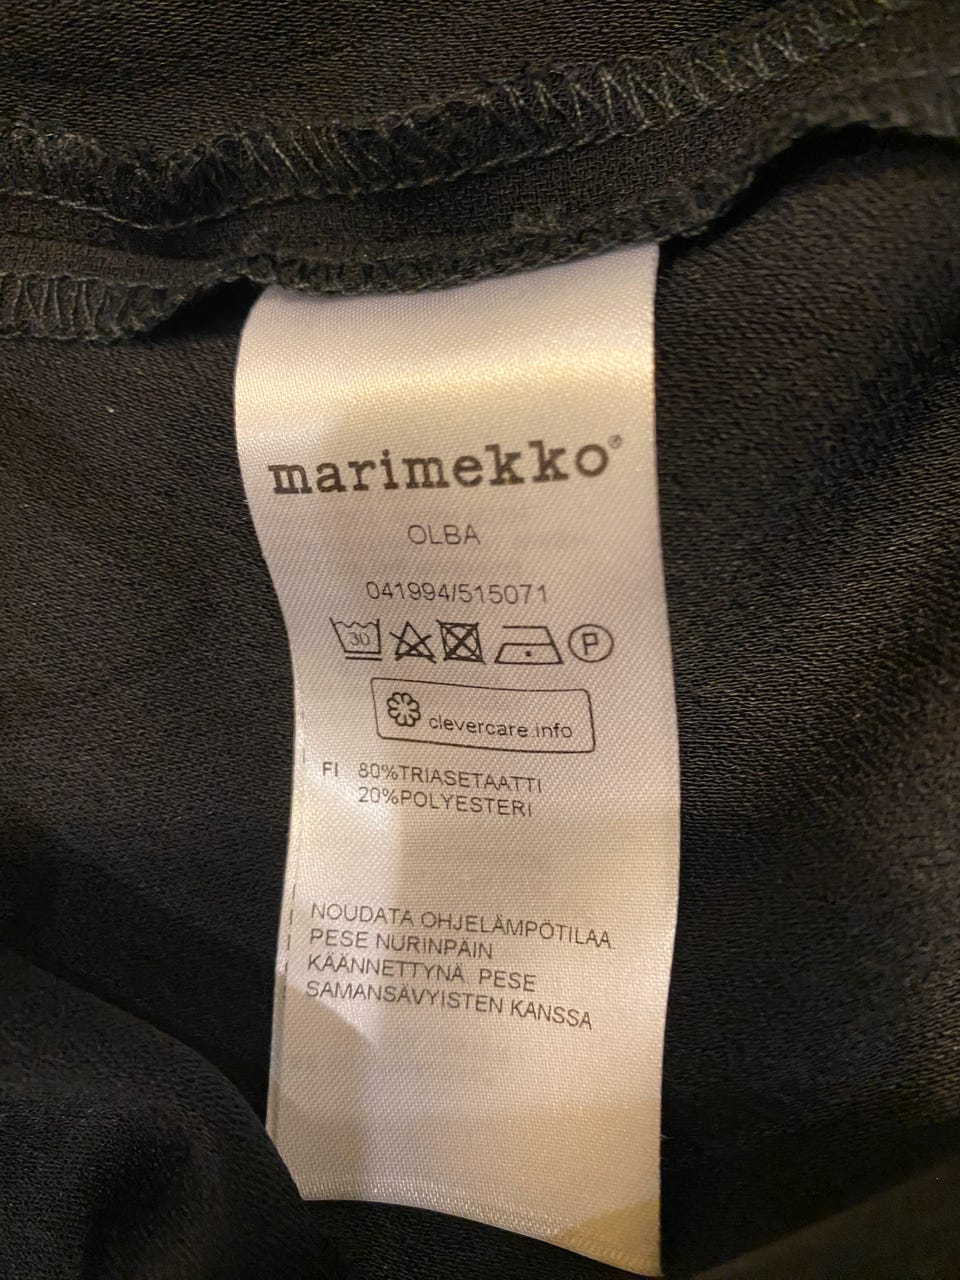 marimekko®
OLBA
041994/515071
30 P
clevercare.info
FI 80%TRIASETAATTI
20%POLYESTERI
NOUDATA OHJELÄMPÖTILAA
PESE NURINPÄIN
KÄÄNNETTYNÄ PESE
SAMANSÄVYISTEN KANSSA